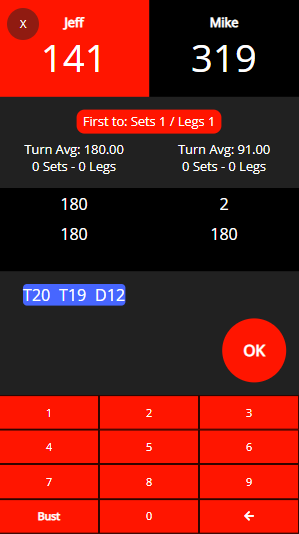 X
Jeff
Mike
141
319
First to: Sets 1 / Legs 1
Turn Avg: 180.00
Turn Avg: 91.00
0 Sets - 0 Legs
0 Sets - 0 Legs
180
2
180
180
T20 T19 D12
OK
1 2 3
4 5 6
7 8 9
Bust 0 ←